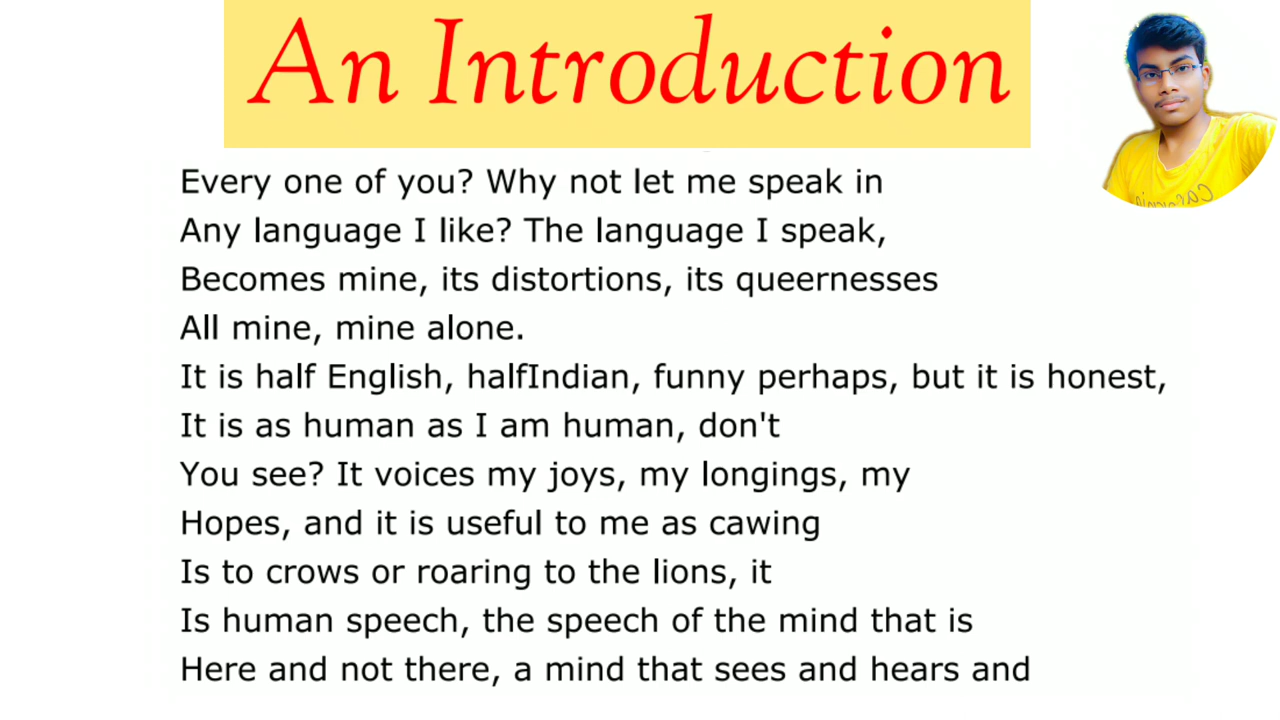 An Introduction
Every one of you? Why not let me speak in
Any language I like? The language I speak,
Becomes mine, its distortions, its queernesses
All mine, mine alone.
It is half English, halfIndian, funny perhaps, but it is honest,
It is as human as I am human, don't
You see? It voices my joys, my longings, my
Hopes, and it is useful to me as cawing
Is to crows or roaring to the lions, it
Is human speech, the speech of the mind that is
Here and not there, a mind that sees and hears and